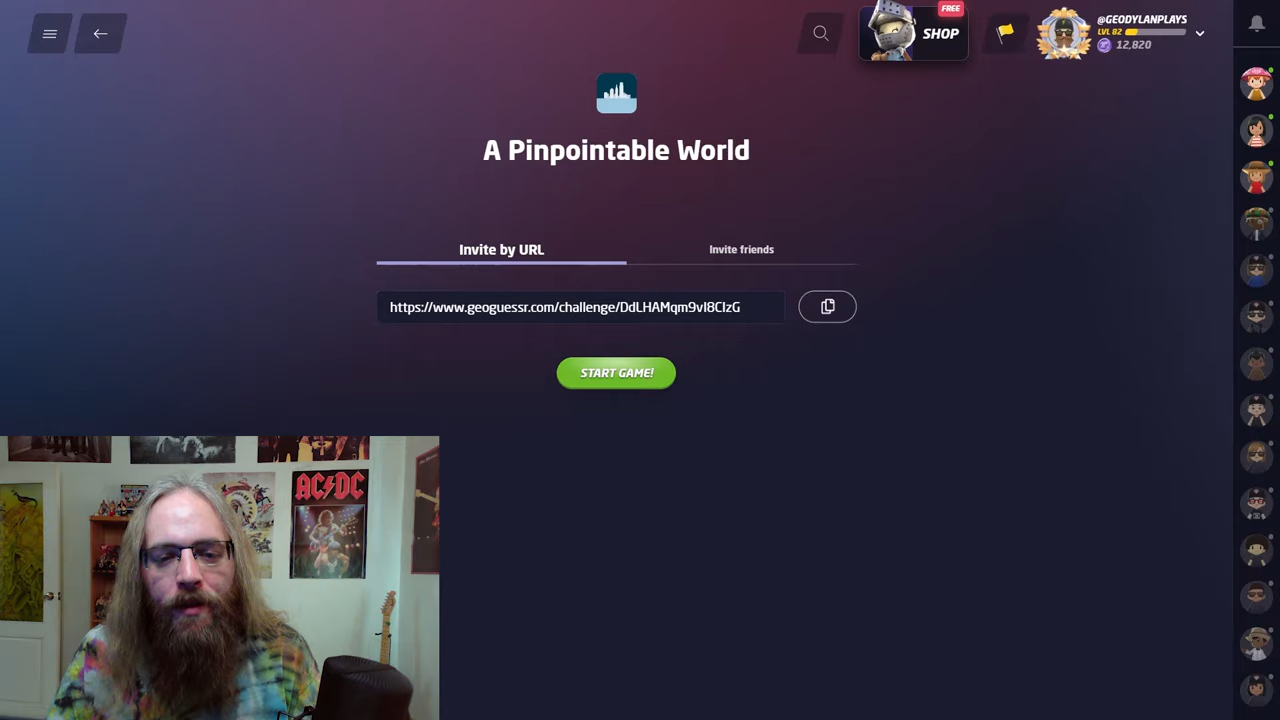 FREE
SHOP
@GEODYLANPLAYS
LVL 82
12,820
A Pinpointable World
Invite by URL
Invite friends
https://www.geoguessr.com/challenge/DdLHAMqm9vI8CIzG
START GAME!
AC DC